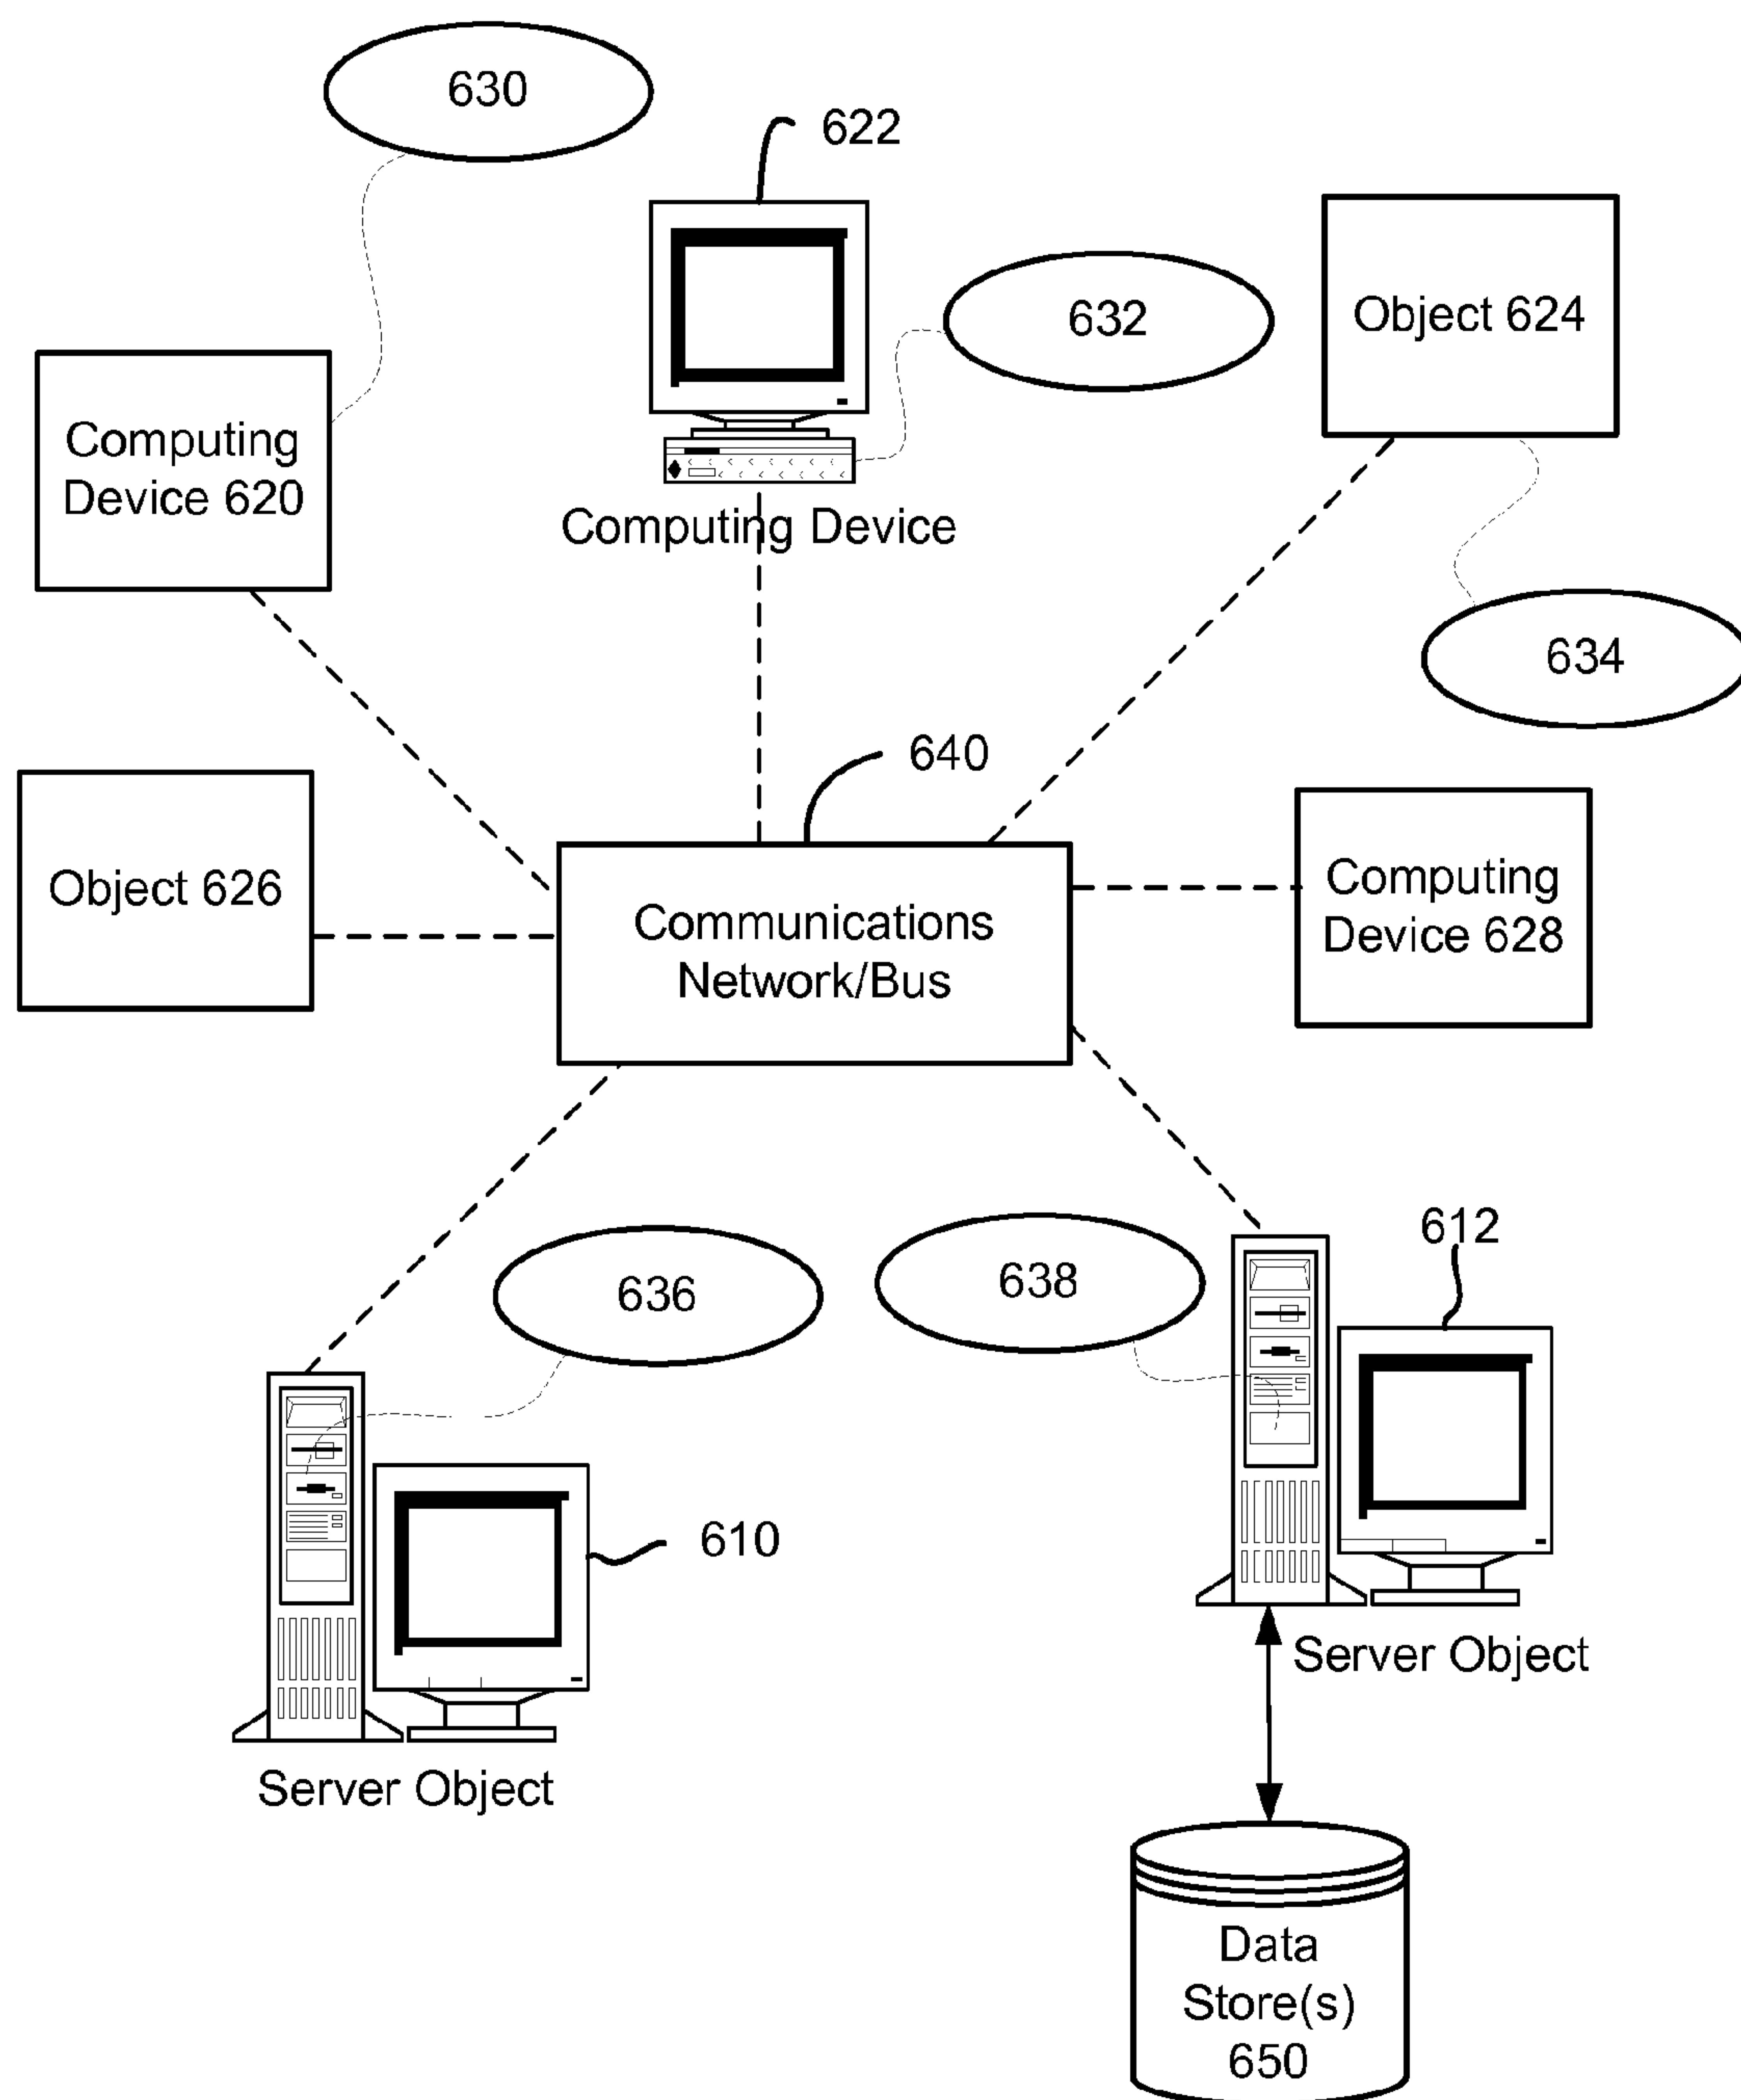 630
622
632
Object 624
Computing
Device 620
Computing Device
634
640
Object 626
Communications
Network/Bus
Computing
Device 628
636
638
612
610
Server Object
Server Object
Data
Store(s)
650